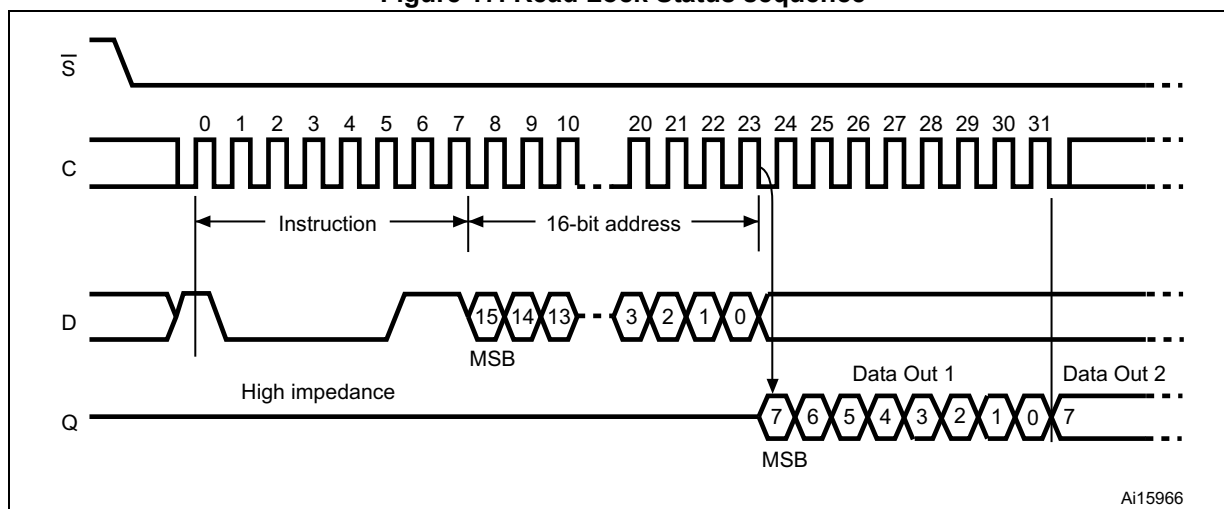 Figure 17. Read Lock Status sequence
S
0 1 2 3 4 5 6 7 8 9 10 20 21 22 23 24 25 26 27 28 29 30 31
C
Instruction 16-bit address
D 15 14 13 3 2 1 0
MSB
High impedance Data Out 1 Data Out 2
Q 7 6 5 4 3 2 1 0 7
MSB
Ai15966